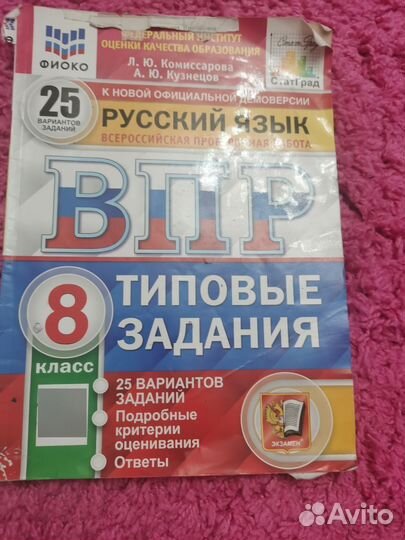 ФЕДЕРАЛЬНЫЙ ИНСТИТУТ
ОЦЕНКИ КАЧЕСТВА ОБРАЗОВАНИЯ
ФИОКО
Л. Ю. Комиссарова
А. Ю. Кузнецов
СтатГрад
25
ВАРИАНТОВ
ЗАДАНИЙ
К НОВОЙ ОФИЦИАЛЬНОЙ ДЕМОВЕРСИИ
РУССКИЙ ЯЗЫК
ВСЕРОССИЙСКАЯ ПРОВЕРОЧНАЯ РАБОТА
ВПР
8
КЛАСС
ТИПОВЫЕ
ЗАДАНИЯ
25 ВАРИАНТОВ
ЗАДАНИЙ
Подробные
критерии
оценивания
Ответы
ЭКЗАМЕН
Avito